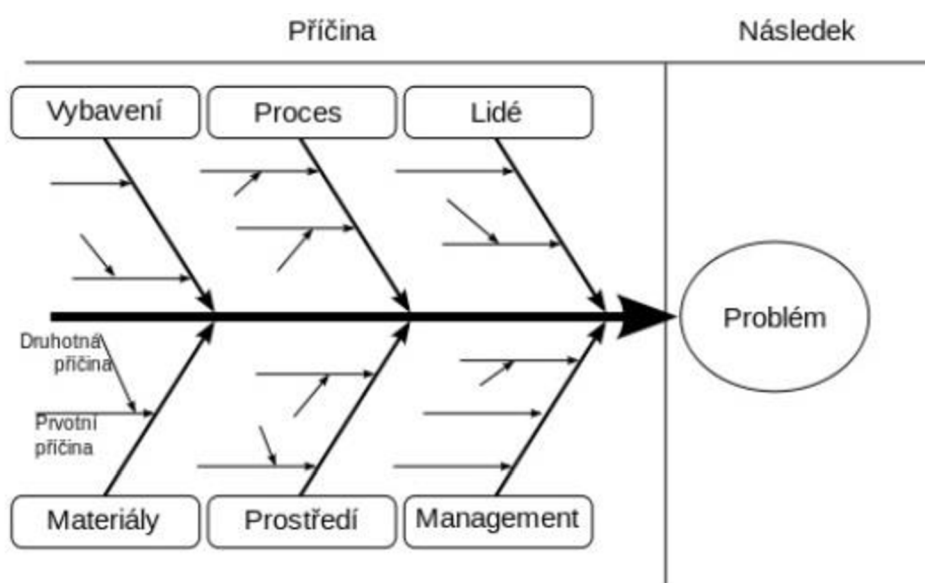 Příčina
Následek
Vybavení
Proces
Lidé
Problém
Druhotná
příčina
Prvotní
příčina
Materiály
Prostředí
Management